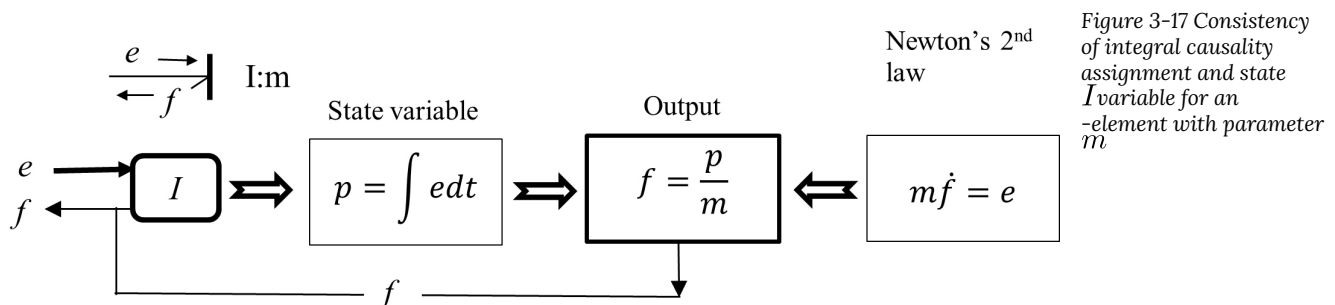 e
f
I:m
State variable
Output
Newton's 2nd
law
Figure 3-17 Consistency
of integral causality
assignment and state
I variable for an
-element with parameter
m
e
f
I
p = ∫ edt
f = p/m
mḟ = e
f